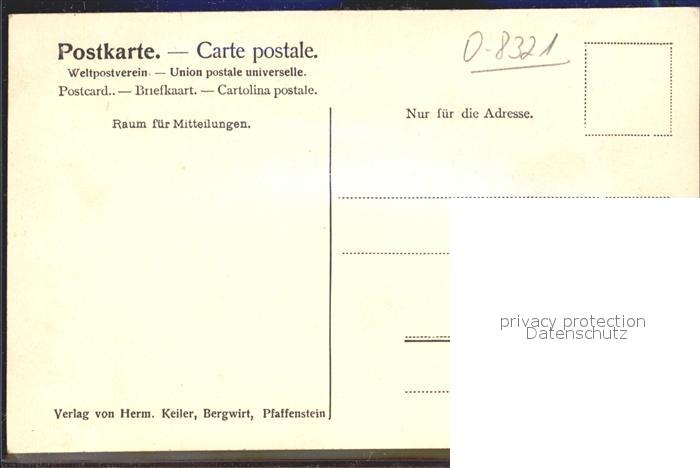 Postkarte. — Carte postale.
Weltpostverein. — Union postale universelle.
Postcard.. — Briefkaart. — Cartolina postale.
O-8321
Raum für Mitteilungen.
Nur für die Adresse.
privacy protection
Datenschutz
Verlag von Herm. Keiler, Bergwirt, Pfaffenstein